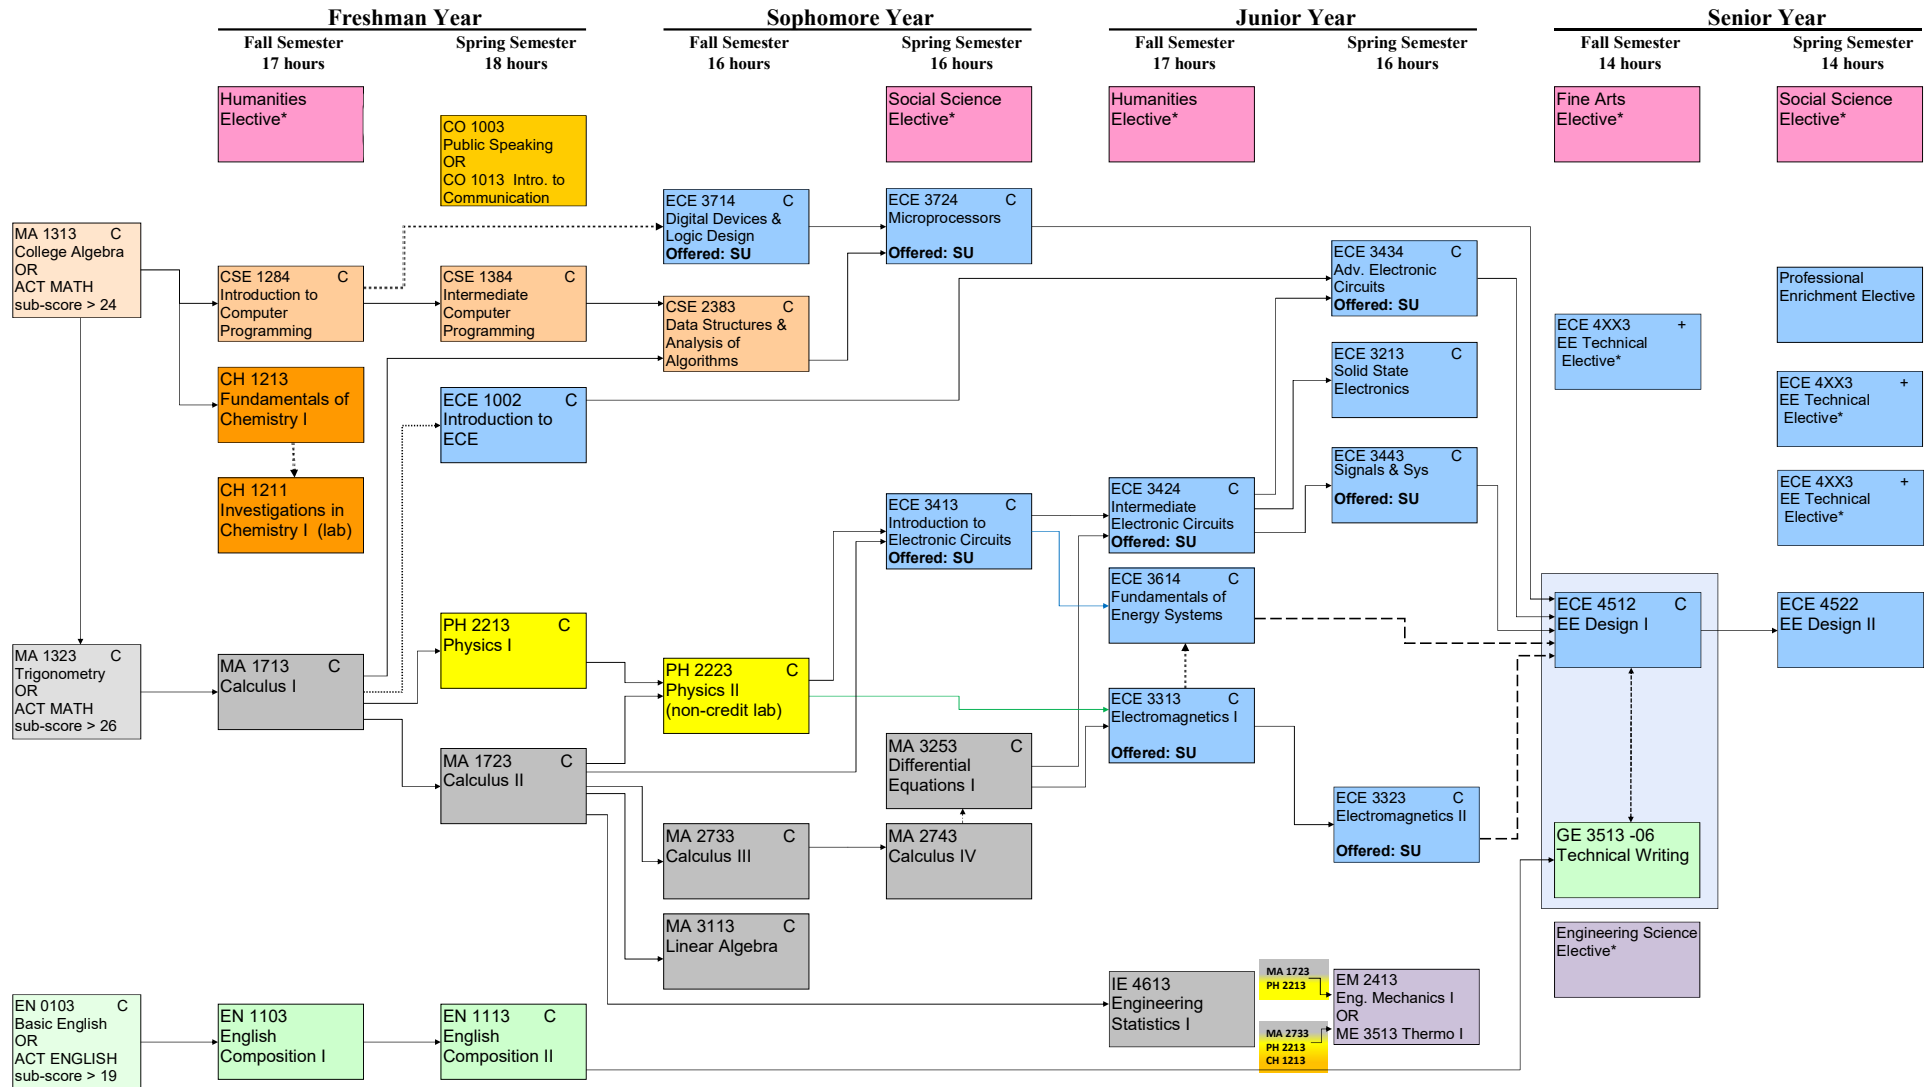 Freshman Year
Sophomore Year
Junior Year
Senior Year
Fall Semester
17 hours
Spring Semester
18 hours
Fall Semester
16 hours
Spring Semester
16 hours
Fall Semester
17 hours
Spring Semester
16 hours
Fall Semester
14 hours
Spring Semester
14 hours
MA 1313 C
College Algebra
OR
ACT MATH
sub-score > 24
MA 1323 C
Trigonometry
OR
ACT MATH
sub-score > 26
EN 0103 C
Basic English
OR
ACT ENGLISH
sub-score > 19
Humanities
Elective*
CSE 1284 C
Introduction to
Computer
Programming
CH 1213
Fundamentals of
Chemistry I
CH 1211
Investigations in
Chemistry I (lab)
MA 1713 C
Calculus I
EN 1103
English
Composition I
CO 1003
Public Speaking
OR
CO 1013 Intro. to
Communication
CSE 1384 C
Intermediate
Computer
Programming
ECE 1002 C
Introduction to
ECE
PH 2213 C
Physics I
MA 1723 C
Calculus II
EN 1113 C
English
Composition II
ECE 3714 C
Digital Devices &
Logic Design
Offered: SU
CSE 2383 C
Data Structures &
Analysis of
Algorithms
PH 2223 C
Physics II
(non-credit lab)
MA 2733 C
Calculus III
MA 3113 C
Linear Algebra
Social Science
Elective*
ECE 3724 C
Microprocessors
Offered: SU
ECE 3413 C
Introduction to
Electronic Circuits
Offered: SU
MA 3253 C
Differential
Equations I
MA 2743
Calculus IV
Humanities
Elective*
ECE 3424 C
Intermediate
Electronic Circuits
Offered: SU
ECE 3614 C
Fundamentals of
Energy Systems
ECE 3313 C
Electromagnetics I
Offered: SU
IE 4613
Engineering
Statistics I
MA 1723
PH 2213
MA 2733
PH 2213
CH 1213
ECE 3434 C
Adv. Electronic
Circuits
Offered: SU
ECE 3213 C
Solid State
Electronics
ECE 3443 C
Signals & Sys
Offered: SU
ECE 3323 C
Electromagnetics II
Offered: SU
EM 2413
Eng. Mechanics I
OR
ME 3513 Thermo I
Fine Arts
Elective*
ECE 4XX3 +
EE Technical
Elective*
ECE 4512 C
EE Design I
GE 3513 -06
Technical Writing
Engineering Science
Elective*
Social Science
Elective*
Professional
Enrichment Elective
ECE 4XX3 +
EE Technical
Elective*
ECE 4XX3 +
EE Technical
Elective*
ECE 4522
EE Design II